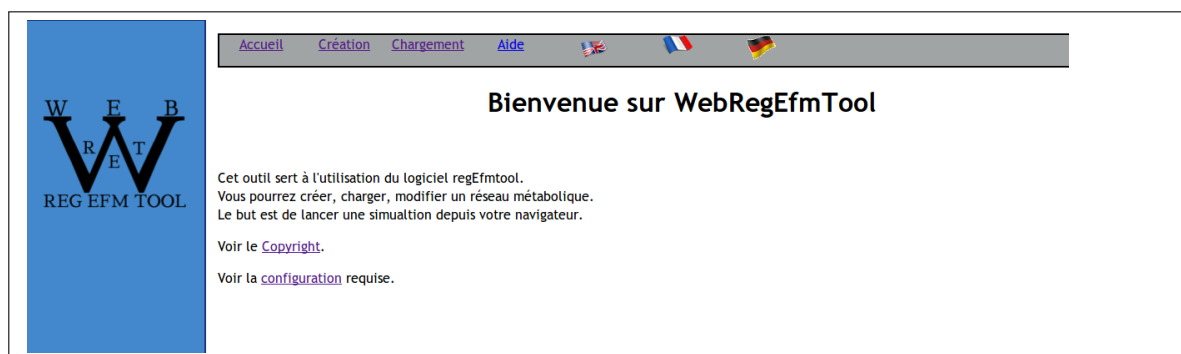 W E B
R E T
REG EFM TOOL
Accueil Création Chargement Aide
Bienvenue sur WebRegEfmTool
Cet outil sert à l'utilisation du logiciel regEfmtool.
Vous pourrez créer, charger, modifier un réseau métabolique.
Le but est de lancer une simualtion depuis votre navigateur.
Voir le Copyright.
Voir la configuration requise.